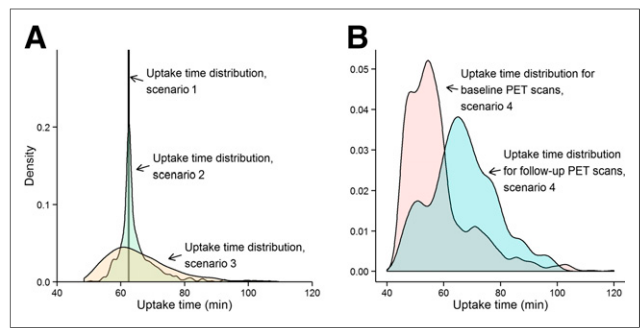 A
Uptake time distribution,
scenario 1
Uptake time distribution,
scenario 2
Uptake time distribution,
scenario 3
Density
0.2
0.1
0.0
40
60
80
100
120
Uptake time (min)
B
Uptake time distribution for
baseline PET scans,
scenario 4
Uptake time distribution
for follow-up PET scans,
scenario 4
0.05
0.04
0.03
0.02
0.01
0.00
40
60
80
100
120
Uptake time (min)